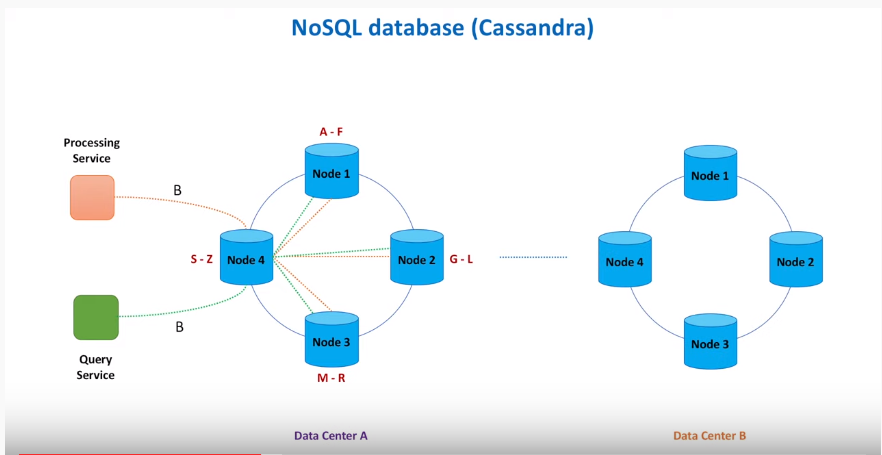 NoSQL database (Cassandra)
A - F
Processing
Service
Node 1
Node 1
B
S - Z
Node 4
Node 2
G - L
Node 4
Node 2
B
Node 3
Node 3
Query
Service
M - R
Data Center A
Data Center B